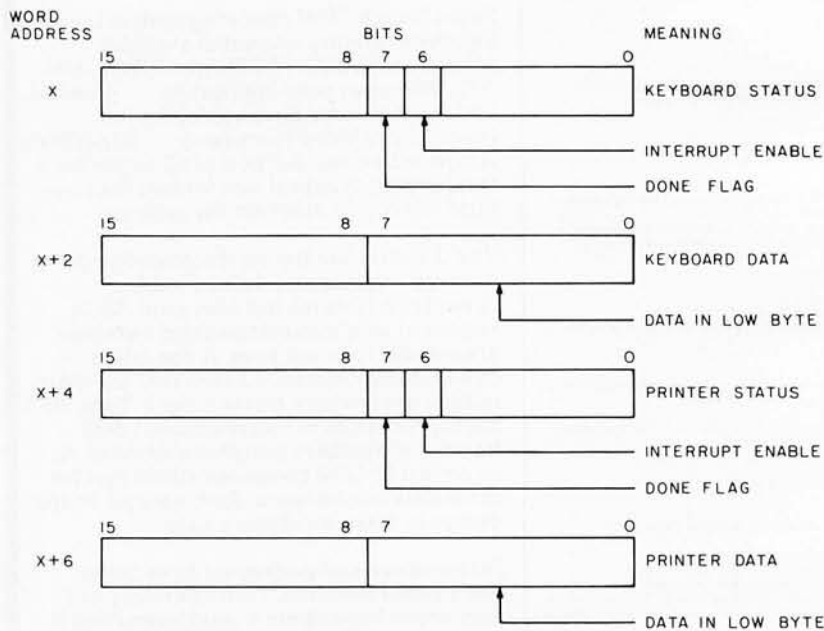 WORD
ADDRESS BITS MEANING
15 8 7 6 0
X KEYBOARD STATUS
INTERRUPT ENABLE
DONE FLAG
15 8 7 0
X+2 KEYBOARD DATA
DATA IN LOW BYTE
15 8 7 6 0
X+4 PRINTER STATUS
INTERRUPT ENABLE
DONE FLAG
15 8 7 0
X+6 PRINTER DATA
DATA IN LOW BYTE